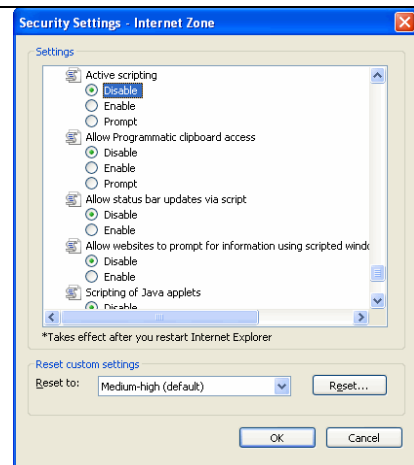 Security Settings - Internet Zone
Settings
Active scripting
Disable
Enable
Prompt
Allow Programmatic clipboard access
Disable
Enable
Prompt
Allow status bar updates via script
Disable
Enable
Allow websites to prompt for information using scripted windo
Disable
Enable
Scripting of Java applets
Disable
*Takes effect after you restart Internet Explorer
Reset custom settings
Reset to: Medium-high (default) Reset...
OK Cancel